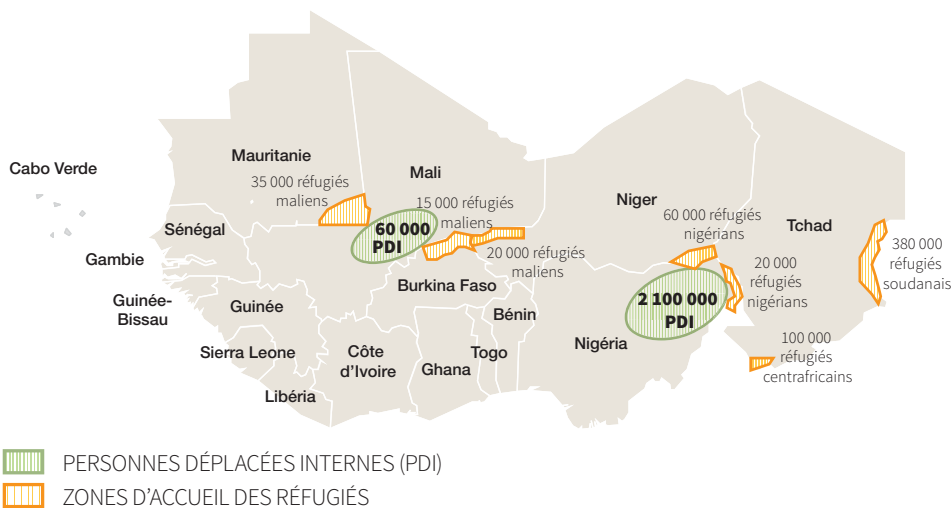 Cabo Verde
Mauritanie
35 000 réfugiés
maliens
Mali
15 000 réfugiés
maliens
60 000
PDI
20 000 réfugiés
maliens
Niger
60 000 réfugiés
nigérians
Tchad
380 000
réfugiés
soudanais
20 000
réfugiés
nigérians
2 100 000
PDI
100 000
réfugiés
centrafricains
Sénégal
Gambie
Guinée-
Bissau
Guinée
Sierra Leone
Libéria
Côte
d'Ivoire
Burkina Faso
Ghana
Togo
Bénin
Nigéria
PERSONNES DÉPLACÉES INTERNES (PDI)
ZONES D'ACCUEIL DES RÉFUGIÉS